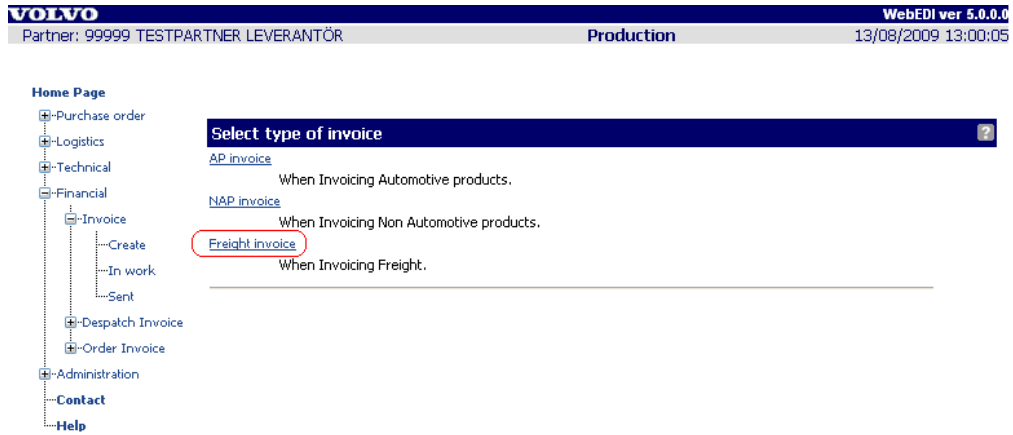 VOLVO WebEDI ver 5.0.0.0
Partner: 99999 TESTPARTNER LEVERANTÖR Production 13/08/2009 13:00:05
Home Page
Purchase order
Logistics
Technical
Financial
Invoice
Create
In work
Sent
Despatch Invoice
Order Invoice
Administration
Contact
Help
Select type of invoice ?
AP invoice
When Invoicing Automotive products.
NAP invoice
When Invoicing Non Automotive products.
Freight invoice
When Invoicing Freight.